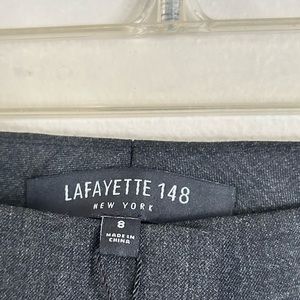 LAFAYETTE 148
NEW YORK
8
MADE IN
CHINA